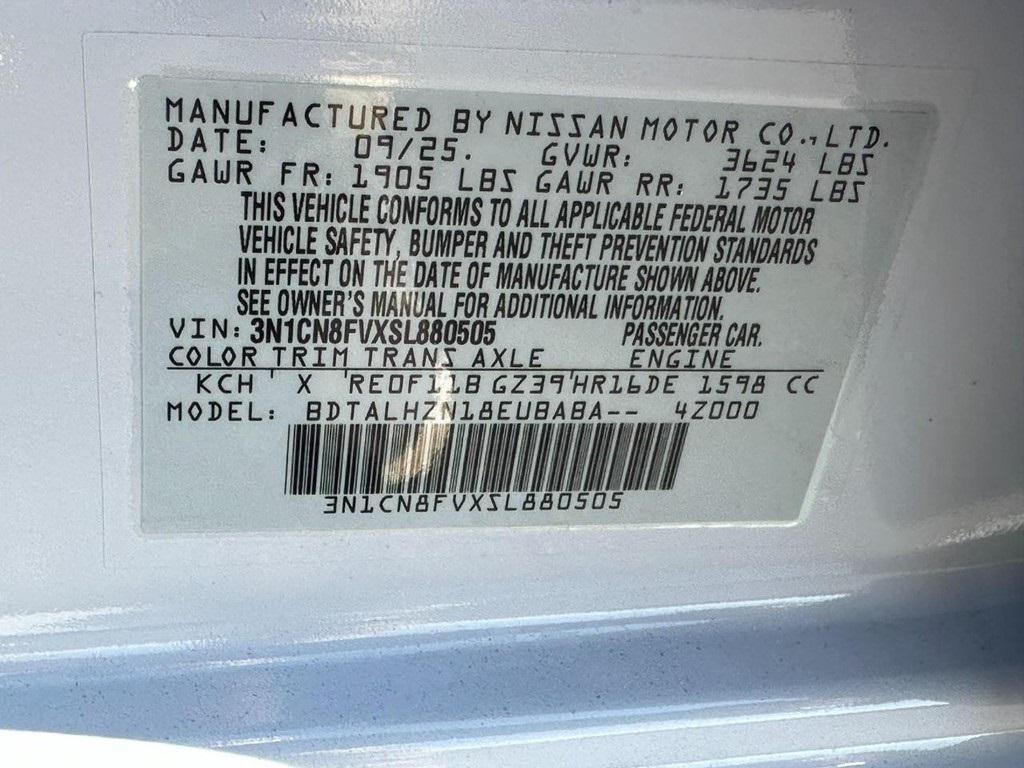 MANUFACTURED BY NISSAN MOTOR CO., LTD.
DATE: 09/25. GVWR: 3624 LBS
GAWR FR: 1905 LBS GAWR RR: 1735 LBS
THIS VEHICLE CONFORMS TO ALL APPLICABLE FEDERAL MOTOR
VEHICLE SAFETY, BUMPER AND THEFT PREVENTION STANDARDS
IN EFFECT ON THE DATE OF MANUFACTURE SHOWN ABOVE.
SEE OWNER'S MANUAL FOR ADDITIONAL INFORMATION.
VIN: 3N1CN8FVXSL880505 PASSENGER CAR.
COLOR TRIM TRANS AXLE ENGINE
KCH X RE0F11B GZ39 HR16DE 1598 CC
MODEL: BDTALHZN18EUBABA-- 4Z000
3N1CN8FVXSL880505